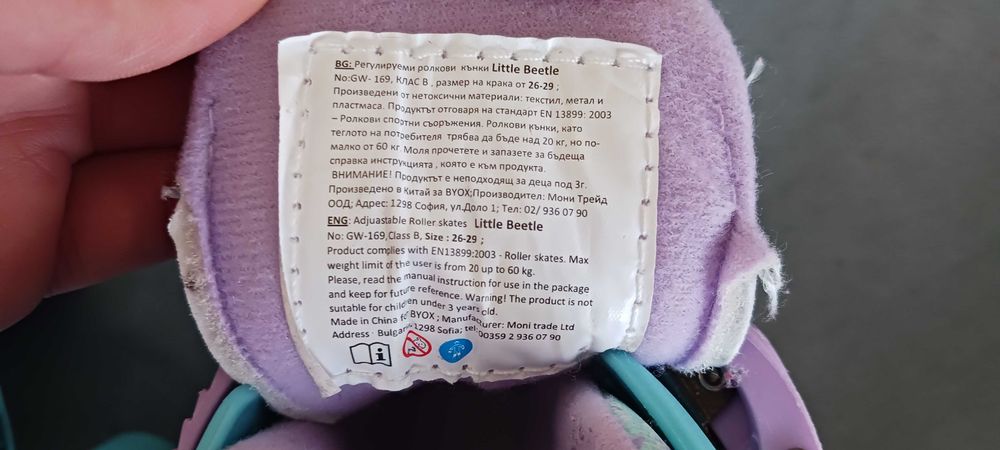 BG: Регулируеми ролкови кънки Little Beetle
No:GW- 169, КЛАС B , размер на крака от 26-29 ;
Произведени от нетоксични материали: текстил, метал и
пластмаса. Продуктът отговаря на стандарт EN 13899: 2003
– Ролкови спортни съоръжения. Ролкови кънки, като
теглото на потребителя трябва да бъде над 20 кг, но по-
малко от 60 кг. Моля прочетете и запазете за бъдеща
справка инструкцията , която е към продукта.
ВНИМАНИЕ! Продуктът е неподходящ за деца под 3г.
Произведено в Китай за BYOX;Производител: Мони Трейд
ООД; Адрес: 1298 София, ул.Доло 1; Тел: 02/ 936 07 90
ENG: Adjuastable Roller skates Little Beetle
No: GW-169,Class B, Size : 26-29 ;
Product complies with EN13899:2003 - Roller skates. Max
weight limit of the user is from 20 up to 60 kg.
Please, read the manual instruction for use in the package
and keep for future reference. Warning! The product is not
suitable for children under 3 years old.
Made in China for BYOX ; Manufacturer: Moni trade Ltd
Address - Bulgaria, 1298 Sofia; tel: 00359 2 936 07 90